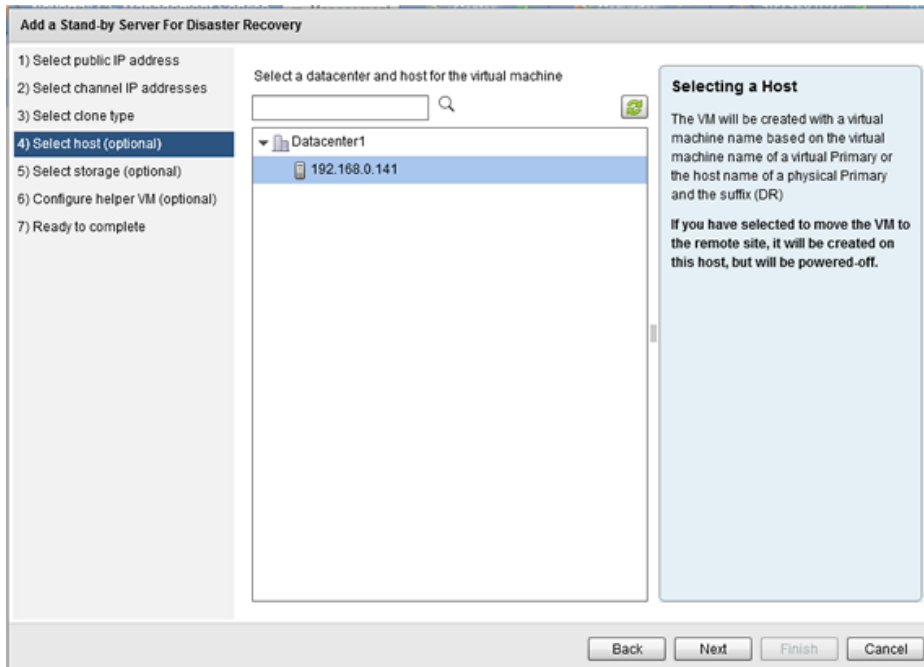 Add a Stand-by Server For Disaster Recovery
1) Select public IP address
2) Select channel IP addresses
3) Select clone type
4) Select host (optional)
5) Select storage (optional)
6) Configure helper VM (optional)
7) Ready to complete
Select a datacenter and host for the virtual machine
Datacenter1
192.168.0.141
Selecting a Host
The VM will be created with a virtual
machine name based on the virtual
machine name of a virtual Primary or
the host name of a physical Primary
and the suffix (DR)
If you have selected to move the VM to
the remote site, it will be created on
this host, but will be powered-off.
Back
Next
Finish
Cancel